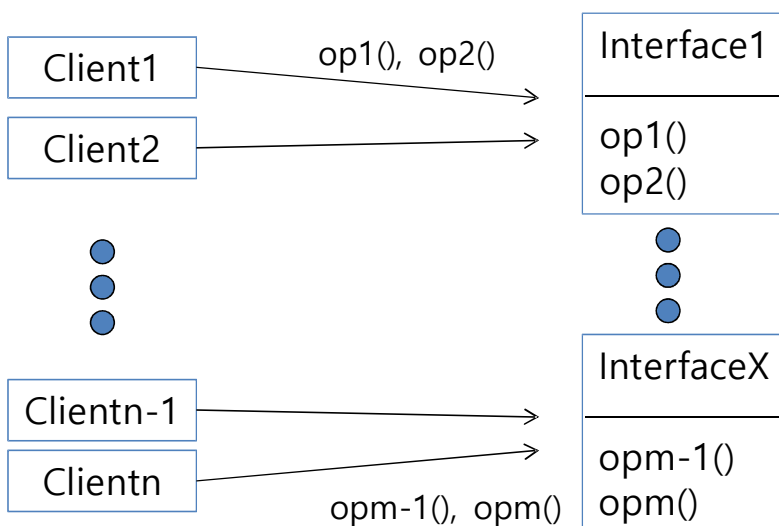 Client1
op1(), op2()
Interface1
Client2
op1()
op2()
InterfaceX
Clientn-1
Clientn
opm-1()
opm-1(), opm()
opm()